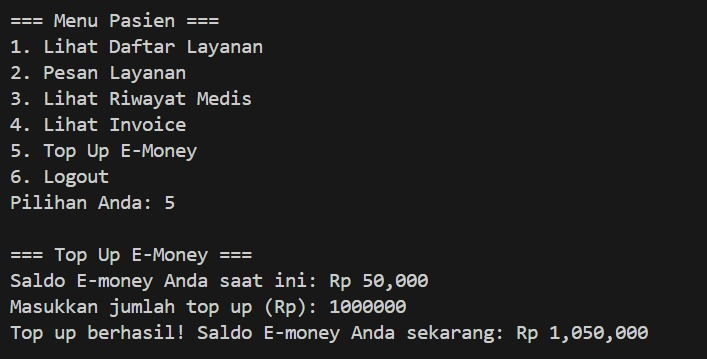 === Menu Pasien ===
1. Lihat Daftar Layanan
2. Pesan Layanan
3. Lihat Riwayat Medis
4. Lihat Invoice
5. Top Up E-Money
6. Logout
Pilihan Anda: 5
=== Top Up E-Money ===
Saldo E-money Anda saat ini: Rp 50,000
Masukkan jumlah top up (Rp): 1000000
Top up berhasil! Saldo E-money Anda sekarang: Rp 1,050,000